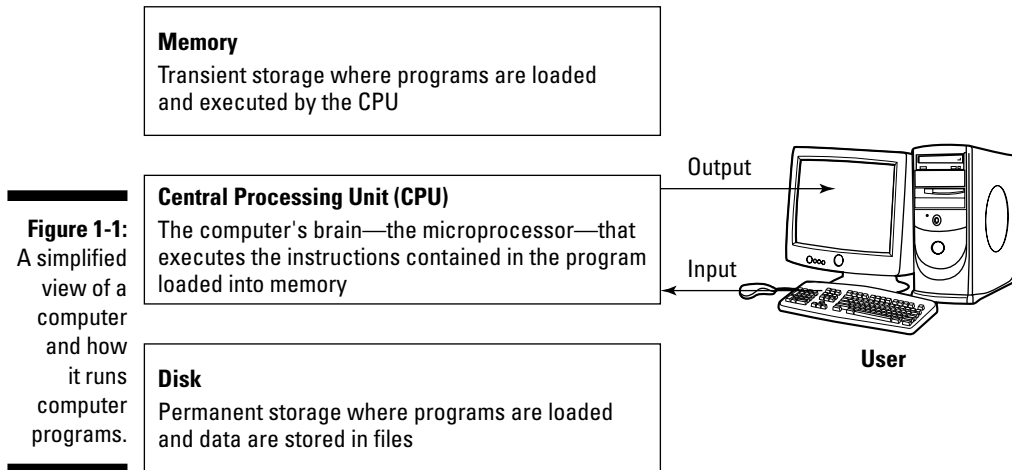 Memory
Transient storage where programs are loaded
and executed by the CPU
Central Processing Unit (CPU)
The computer's brain—the microprocessor—that
executes the instructions contained in the program
loaded into memory
Disk
Permanent storage where programs are loaded
and data are stored in files
Output
Input
User
Figure 1-1:
A simplified
view of a
computer
and how
it runs
computer
programs.